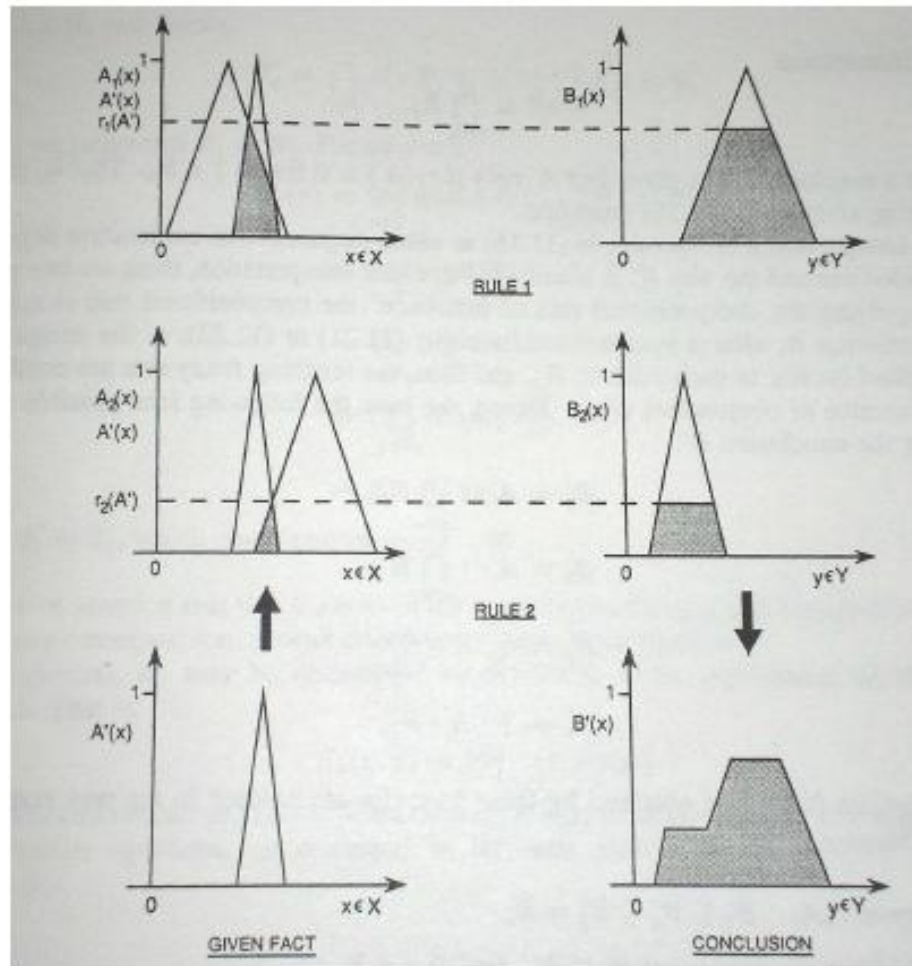 1
A₁(x)
A'(x)
r₁(A')
0
x∈X
1
B₁(x)
0
y∈Y
RULE 1
1
A₂(x)
A'(x)
r₂(A')
0
x∈X
1
B₂(x)
0
y∈Y
RULE 2
1
A'(x)
0
x∈X
1
B'(x)
0
y∈Y
GIVEN FACT
CONCLUSION